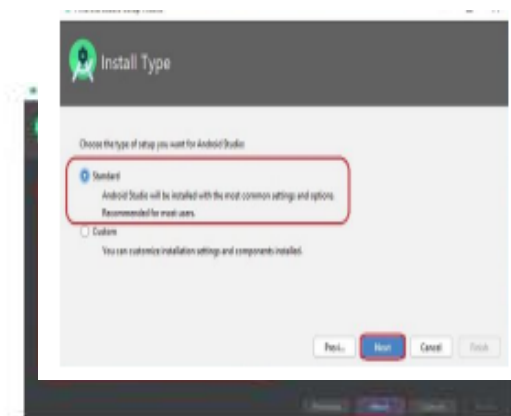 Install Type
Choose the type of setup you want for Android Studio:
Standard
Android Studio will be installed with the most common settings and options.
Recommended for most users.
Custom
You can customize installation settings and components installed.
Previ... Next Cancel Finish